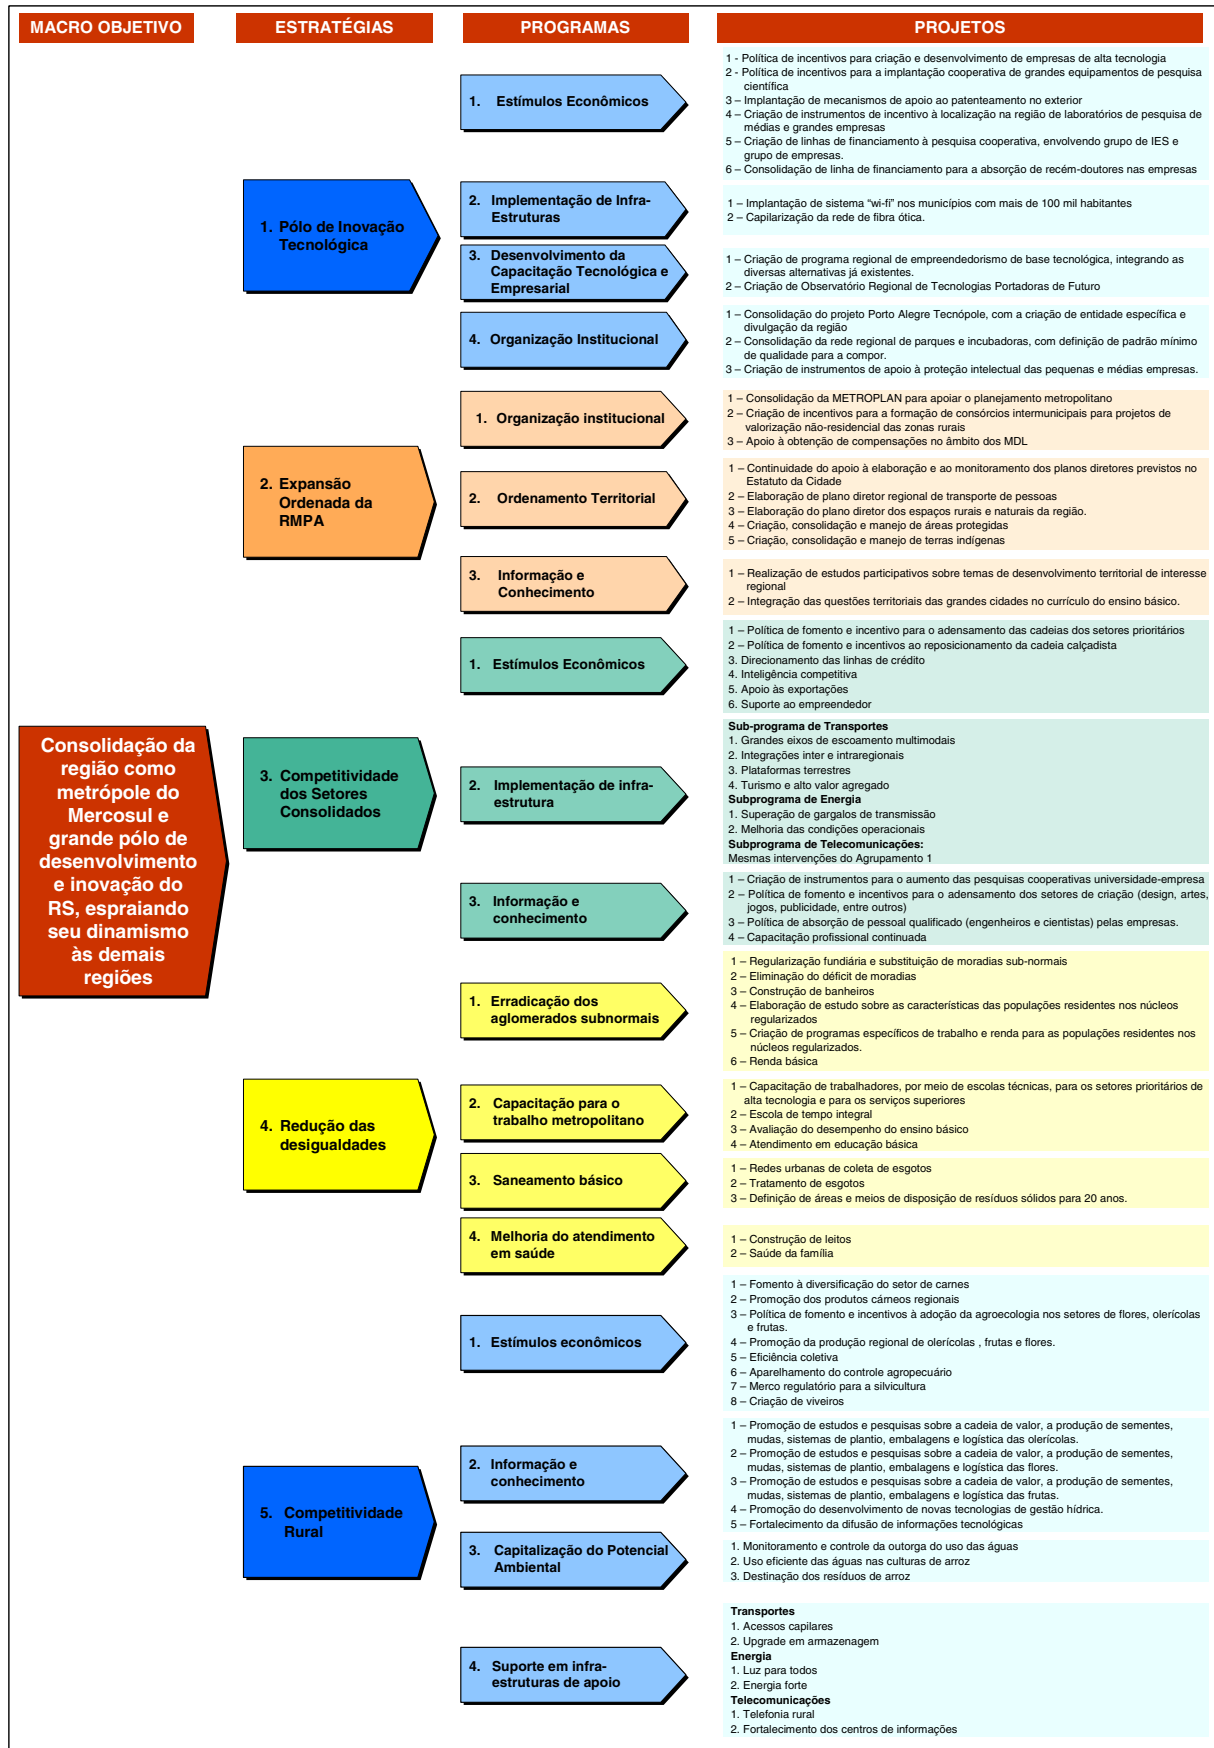 MACRO OBJETIVO
ESTRATÉGIAS
PROGRAMAS
PROJETOS
Consolidação da
região como
metrópole do
Mercosul e
grande pólo de
desenvolvimento
e inovação do
RS, espraiando
seu dinamismo
às demais
regiões
1. Pólo de Inovação
Tecnológica
1. Estímulos Econômicos
1 - Política de incentivos para criação e desenvolvimento de empresas de alta tecnologia
2 - Política de incentivos para a implantação cooperativa de grandes equipamentos de pesquisa
científica
3 – Implantação de mecanismos de apoio ao patenteamento no exterior
4 – Criação de instrumentos de incentivo à localização na região de laboratórios de pesquisa de
médias e grandes empresas
5 – Criação de linhas de financiamento à pesquisa cooperativa, envolvendo grupo de IES e
grupo de empresas.
6 – Consolidação de linha de financiamento para a absorção de recém-doutores nas empresas
2. Implementação de Infra-
Estruturas
1 – Implantação de sistema “wi-fi” nos municípios com mais de 100 mil habitantes
2 – Capilarização da rede de fibra ótica.
3. Desenvolvimento da
Capacitação Tecnológica e
Empresarial
1 – Criação de programa regional de empreendedorismo de base tecnológica, integrando as
diversas alternativas já existentes.
2 – Criação de Observatório Regional de Tecnologias Portadoras de Futuro
4. Organização Institucional
1 – Consolidação do projeto Porto Alegre Tecnópole, com a criação de entidade específica e
divulgação da região
2 – Consolidação da rede regional de parques e incubadoras, com definição de padrão mínimo
de qualidade para a compor.
3 – Criação de instrumentos de apoio à proteção intelectual das pequenas e médias empresas.
2. Expansão
Ordenada da
RMPA
1. Organização institucional
1 – Consolidação da METROPLAN para apoiar o planejamento metropolitano
2 – Criação de incentivos para a formação de consórcios intermunicipais para projetos de
valorização não-residencial das zonas rurais
3 – Apoio à obtenção de compensações no âmbito dos MDL
2. Ordenamento Territorial
1 – Continuidade do apoio à elaboração e ao monitoramento dos planos diretores previstos no
Estatuto da Cidade
2 – Elaboração de plano diretor regional de transporte de pessoas
3 – Elaboração do plano diretor dos espaços rurais e naturais da região.
4 – Criação, consolidação e manejo de áreas protegidas
5 – Criação, consolidação e manejo de terras indígenas
3. Informação e
Conhecimento
1 – Realização de estudos participativos sobre temas de desenvolvimento territorial de interesse
regional
2 – Integração das questões territoriais das grandes cidades no currículo do ensino básico.
3. Competitividade
dos Setores
Consolidados
1. Estímulos Econômicos
1 – Política de fomento e incentivo para o adensamento das cadeias dos setores prioritários
2 – Política de fomento e incentivos ao reposicionamento da cadeia calçadista
3. Direcionamento das linhas de crédito
4. Inteligência competitiva
5. Apoio às exportações
6. Suporte ao empreendedor
2. Implementação de infra-
estrutura
Sub-programa de Transportes
1. Grandes eixos de escoamento multimodais
2. Integrações inter e intraregionais
3. Plataformas terrestres
4. Turismo e alto valor agregado
Subprograma de Energia
1. Superação de gargalos de transmissão
2. Melhoria das condições operacionais
Subprograma de Telecomunicações:
Mesmas intervenções do Agrupamento 1
3. Informação e
conhecimento
1 – Criação de instrumentos para o aumento das pesquisas cooperativas universidade-empresa
2 – Política de fomento e incentivos para o adensamento dos setores de criação (design, artes,
jogos, publicidade, entre outros)
3 – Política de absorção de pessoal qualificado (engenheiros e cientistas) pelas empresas.
4 – Capacitação profissional continuada
4. Redução das
desigualdades
1. Erradicação dos
aglomerados subnormais
1 – Regularização fundiária e substituição de moradias sub-normais
2 – Eliminação do déficit de moradias
3 – Construção de banheiros
4 – Elaboração de estudo sobre as características das populações residentes nos núcleos
regularizados
5 – Criação de programas específicos de trabalho e renda para as populações residentes nos
núcleos regularizados.
6 – Renda básica
2. Capacitação para o
trabalho metropolitano
1 – Capacitação de trabalhadores, por meio de escolas técnicas, para os setores prioritários de
alta tecnologia e para os serviços superiores
2 – Escola de tempo integral
3 – Avaliação do desempenho do ensino básico
4 – Atendimento em educação básica
3. Saneamento básico
1 – Redes urbanas de coleta de esgotos
2 – Tratamento de esgotos
3 – Definição de áreas e meios de disposição de resíduos sólidos para 20 anos.
4. Melhoria do atendimento
em saúde
1 – Construção de leitos
2 – Saúde da família
5. Competitividade
Rural
1. Estímulos econômicos
1 – Fomento à diversificação do setor de carnes
2 – Promoção dos produtos cárneos regionais
3 – Política de fomento e incentivos à adoção da agroecologia nos setores de flores, olerícolas
e frutas.
4 – Promoção da produção regional de olerícolas , frutas e flores.
5 – Eficiência coletiva
6 – Aparelhamento do controle agropecuário
7 – Merco regulatório para a silvicultura
8 – Criação de viveiros
2. Informação e
conhecimento
1 – Promoção de estudos e pesquisas sobre a cadeia de valor, a produção de sementes,
mudas, sistemas de plantio, embalagens e logística das olerícolas.
2 – Promoção de estudos e pesquisas sobre a cadeia de valor, a produção de sementes,
mudas, sistemas de plantio, embalagens e logística das flores.
3 – Promoção de estudos e pesquisas sobre a cadeia de valor, a produção de sementes,
mudas, sistemas de plantio, embalagens e logística das frutas.
4 – Promoção do desenvolvimento de novas tecnologias de gestão hídrica.
5 – Fortalecimento da difusão de informações tecnológicas
3. Capitalização do Potencial
Ambiental
1. Monitoramento e controle da outorga do uso das águas
2. Uso eficiente das águas nas culturas de arroz
3. Destinação dos resíduos de arroz
4. Suporte em infra-
estruturas de apoio
Transportes
1. Acessos capilares
2. Upgrade em armazenagem
Energia
1. Luz para todos
2. Energia forte
Telecomunicações
1. Telefonia rural
2. Fortalecimento dos centros de informações